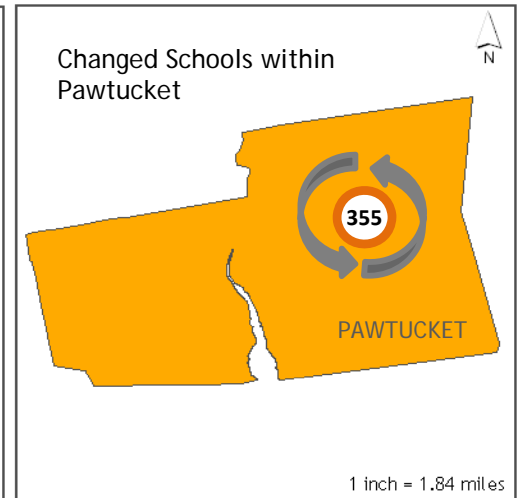 Changed Schools within
Pawtucket
N
355
PAWTUCKET
1 inch = 1.84 miles